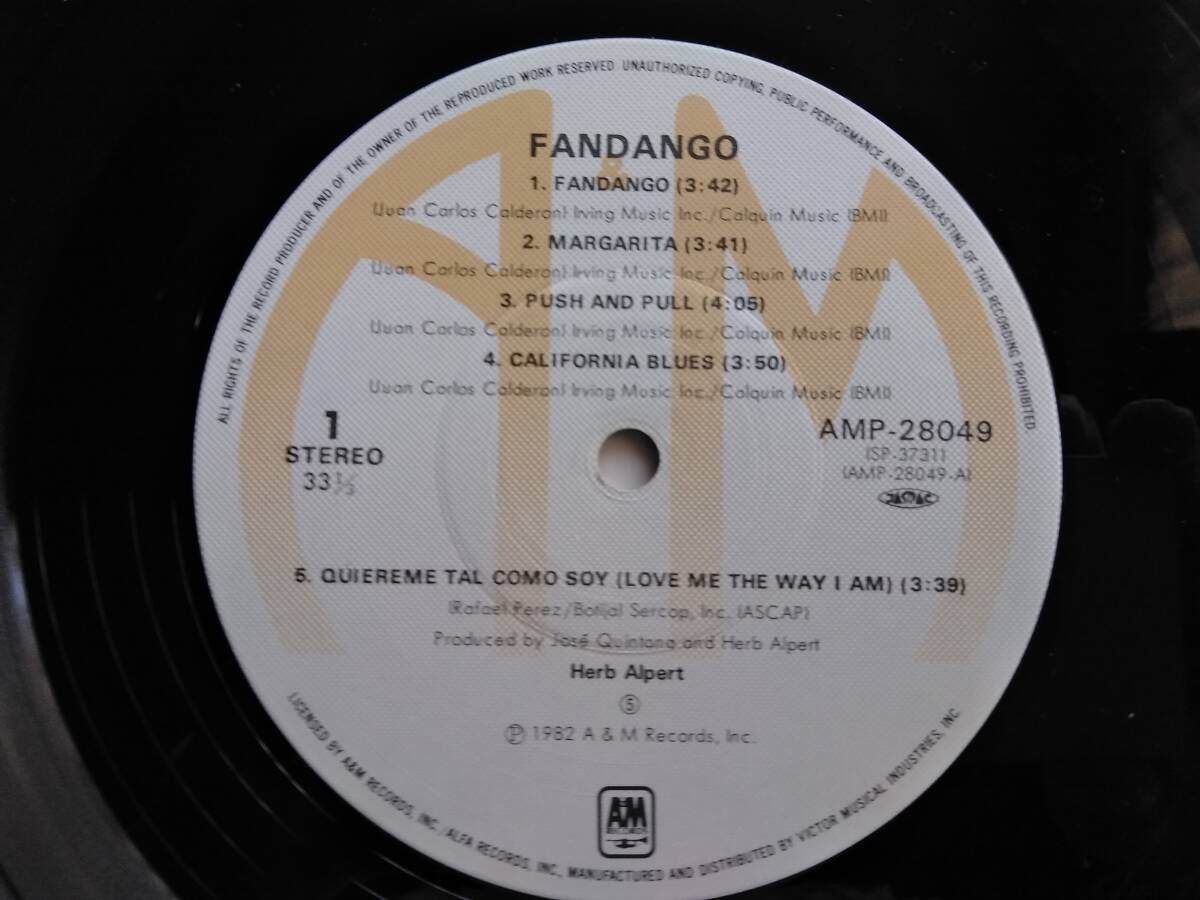 ALL RIGHTS OF THE RECORD PRODUCER AND OF THE OWNER OF THE REPRODUCED WORK RESERVED. UNAUTHORIZED COPYING, PUBLIC PERFORMANCE AND BROADCASTING OF THIS RECORDING PROHIBITED
FANDANGO
1. FANDANGO (3:42)
(Juan Carlos Calderon) Irving Music Inc./Calquin Music (BMI)
2. MARGARITA (3:41)
(Juan Carlos Calderon) Irving Music Inc./Calquin Music (BMI)
3. PUSH AND PULL (4:05)
(Juan Carlos Calderon) Irving Music Inc./Calquin Music (BMI)
4. CALIFORNIA BLUES (3:50)
(Juan Carlos Calderon) Irving Music Inc./Calquin Music (BMI)
1
STEREO
33 1/3
AMP-28049
(SP-3731)
(AMP-28049-A)
JASRAC
5. QUIEREME TAL COMO SOY (LOVE ME THE WAY I AM) (3:39)
(Rafael Perez/Botija) Sercop, Inc. (ASCAP)
Produced by José Quintana and Herb Alpert
Herb Alpert
⑤
Ⓟ 1982 A & M Records, Inc.
A&M
RECORDS
LICENSED BY A&M RECORDS, INC./ALFA RECORDS, INC., MANUFACTURED AND DISTRIBUTED BY VICTOR MUSICAL INDUSTRIES, INC